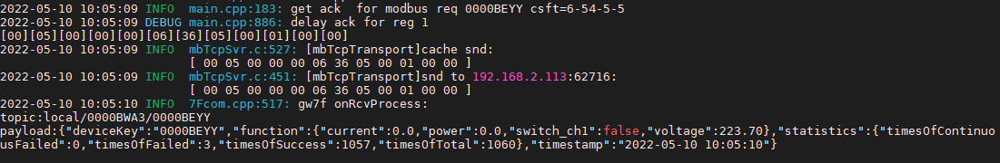 2022-05-10 10:05:09 INFO  main.cpp:183: get ack  for modbus req 0000BEYY csft=6-54-5-5
2022-05-10 10:05:09 DEBUG main.cpp:886: delay ack for reg 1
[00][05][00][00][00][06][36][05][00][01][00][00]
2022-05-10 10:05:09 INFO  mbTcpSvr.c:527: [mbTcpTransport]cache snd:
[ 00 05 00 00 00 06 36 05 00 01 00 00 ]
2022-05-10 10:05:09 INFO  mbTcpSvr.c:451: [mbTcpTransport]snd to 192.168.2.113:62716:
[ 00 05 00 00 00 06 36 05 00 01 00 00 ]
2022-05-10 10:05:10 INFO  7Fcom.cpp:517: gw7f onRcvProcess:
topic:local/0000BWA3/0000BEYY
payload:{"deviceKey":"0000BEYY","function":{"current":0.0,"power":0.0,"switch_ch1":false,"voltage":223.70},"statistics":{"timesOfContinuo
usFailed":0,"timesOfFailed":3,"timesOfSuccess":1057,"timesOfTotal":1060},"timestamp":"2022-05-10 10:05:10"}